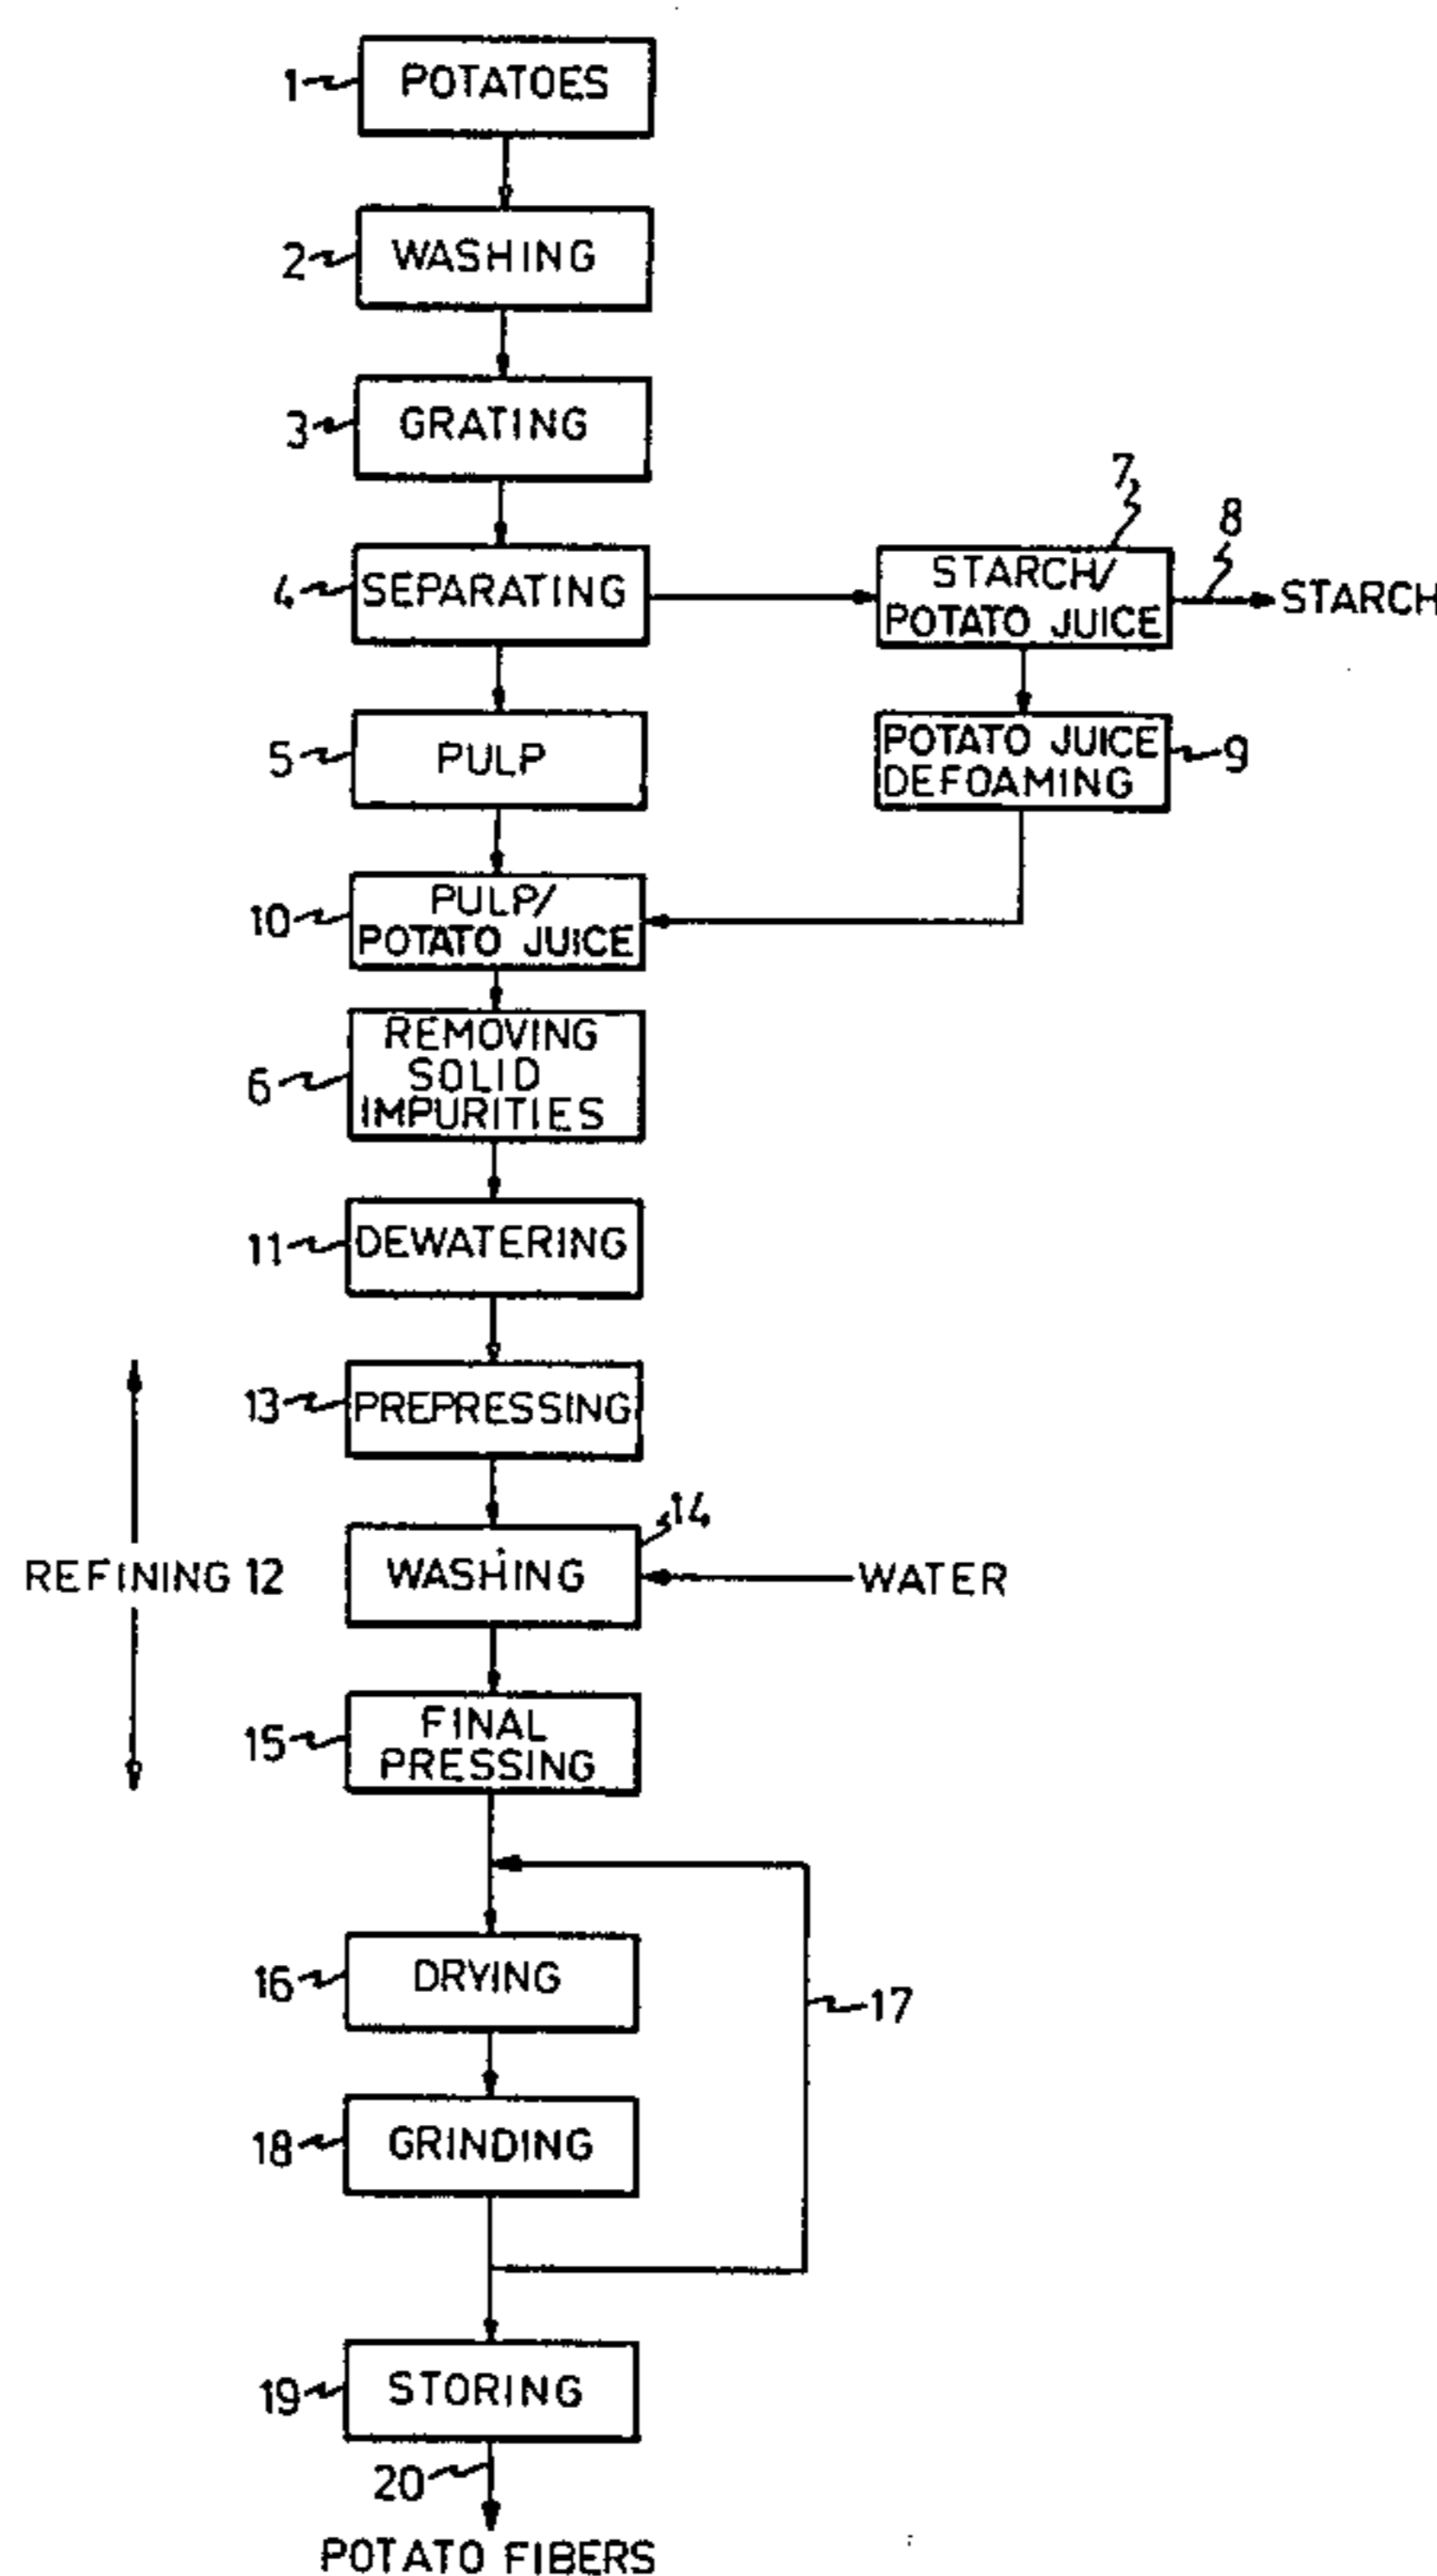 1
POTATOES
2
WASHING
3
GRATING
4
SEPARATING
7
STARCH/
POTATO JUICE
8
STARCH
5
PULP
POTATO JUICE
DEFOAMING
9
10
PULP/
POTATO JUICE
6
REMOVING
SOLID
IMPURITIES
11
DEWATERING
13
PREPRESSING
REFINING 12
14
WASHING
WATER
15
FINAL
PRESSING
16
DRYING
17
18
GRINDING
19
STORING
20
POTATO FIBERS